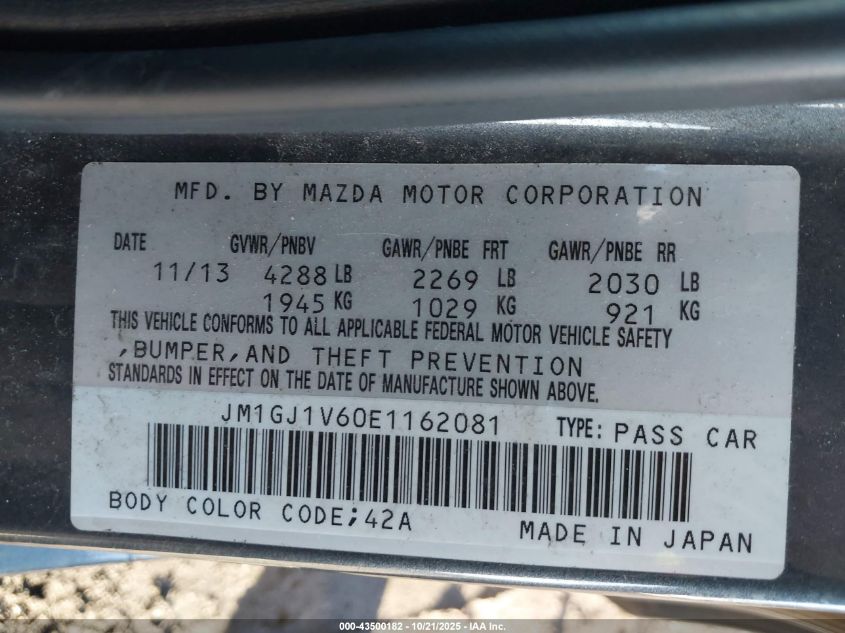 MFD. BY MAZDA MOTOR CORPORATION
DATE GVWR/PNBV GAWR/PNBE FRT GAWR/PNBE RR
11/13 4288 LB 2269 LB 2030 LB
1945 KG 1029 KG 921 KG
THIS VEHICLE CONFORMS TO ALL APPLICABLE FEDERAL MOTOR VEHICLE SAFETY
,BUMPER,AND THEFT PREVENTION
STANDARDS IN EFFECT ON THE DATE OF MANUFACTURE SHOWN ABOVE.
JM1GJ1V60E1162081 TYPE: PASS CAR
BODY COLOR CODE;42A
MADE IN JAPAN
000-43500182 - 10/21/2025 - IAA Inc.